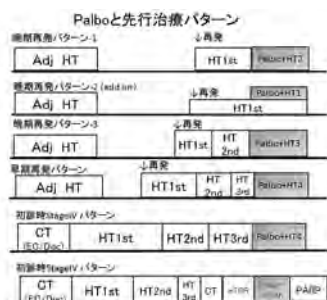 Palboと先行治療パターン
晩期再発パターン-1
↓再発
Adj HT
HT1st
Palbo+HT2
晩期再発パターン-2 (add on)
↓再発
Adj HT
Palbo+HT1
HT1st
晩期再発パターン-3
↓再発
Adj HT
HT1st
HT 2nd
Palbo+HT3
早期再発パターン
↓再発
Adj HT
HT1st
HT 2nd
HT 3rd
Palbo+HT4
初診時StageIV パターン
CT (EC/Doc)
HT1st
HT2nd
HT3rd
Palbo+HT4
初診時StageIV パターン
CT (EC/Doc)
HT1st
HT2nd
HT 3rd
CT
mTOR